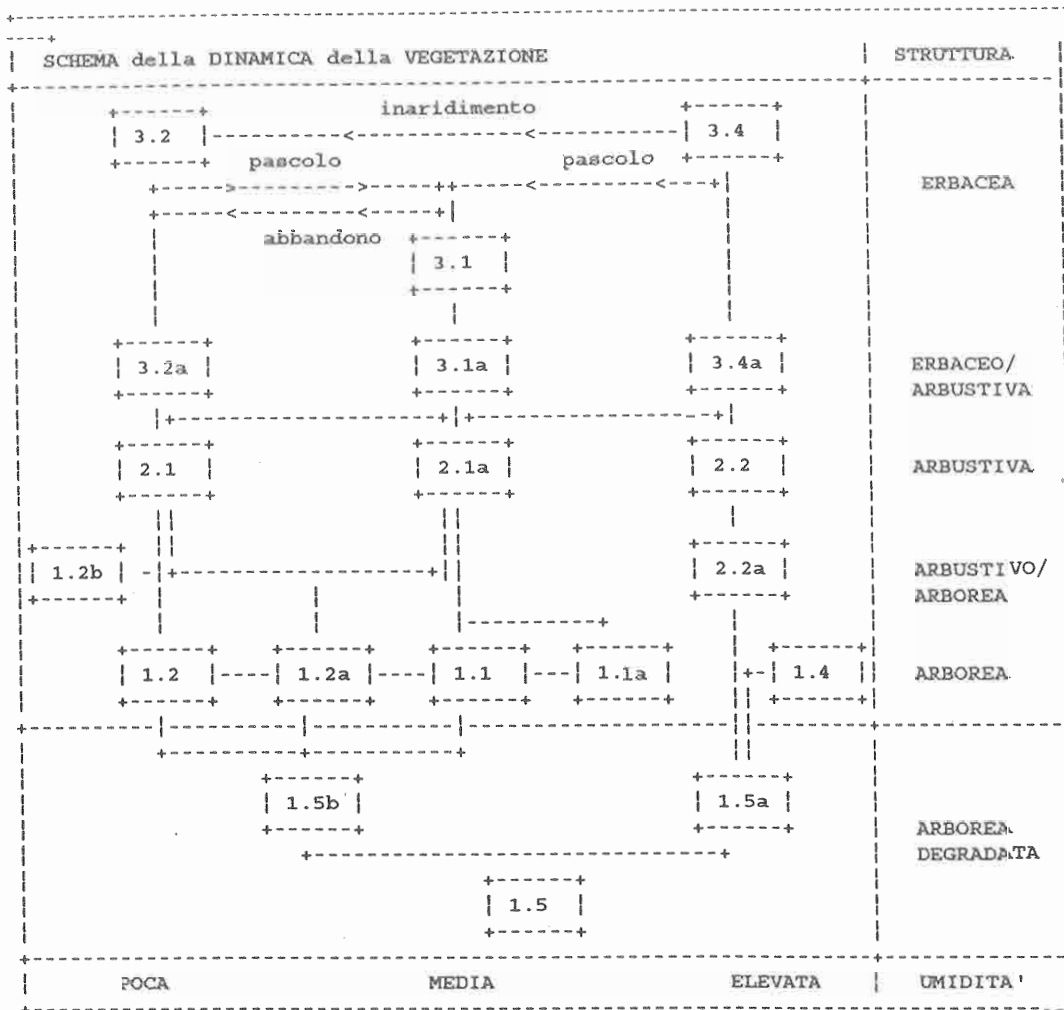 SCHEMA della DINAMICA della VEGETAZIONE STRUTTURA
inaridimento
3.2 3.4
pascolo pascolo
ERBACEA
abbandono
3.1
3.2a 3.1a 3.4a ERBACEO/
ARBUSTIVA
2.1 2.1a 2.2 ARBUSTIVA
1.2b 2.2a ARBUSTIVO/
ARBOREA
1.2 1.2a 1.1 1.1a 1.4 ARBOREA
1.5b 1.5a
ARBOREA
DEGRADATA
1.5
POCA MEDIA ELEVATA UMIDITA'